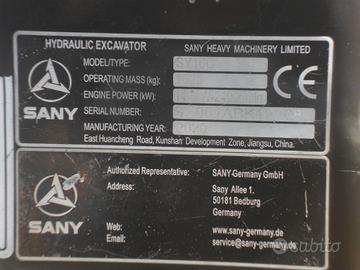 HYDRAULIC EXCAVATOR
SANY HEAVY MACHINERY LIMITED
MODEL/TYPE:
OPERATING MASS (kg):
ENGINE POWER (kW):
SERIAL NUMBER:
MANUFACTURING YEAR:
East Huancheng Road, Kunshan Development Zone, Jiangsu, China.
SANY
CE
Representative:
SANY-Germany GmbH
Address:
Sany Allee 1.
50181 Bedburg
Germany
SANY
Web:
www.sany-germany.com
Email:
service@sany-germany.de
subito